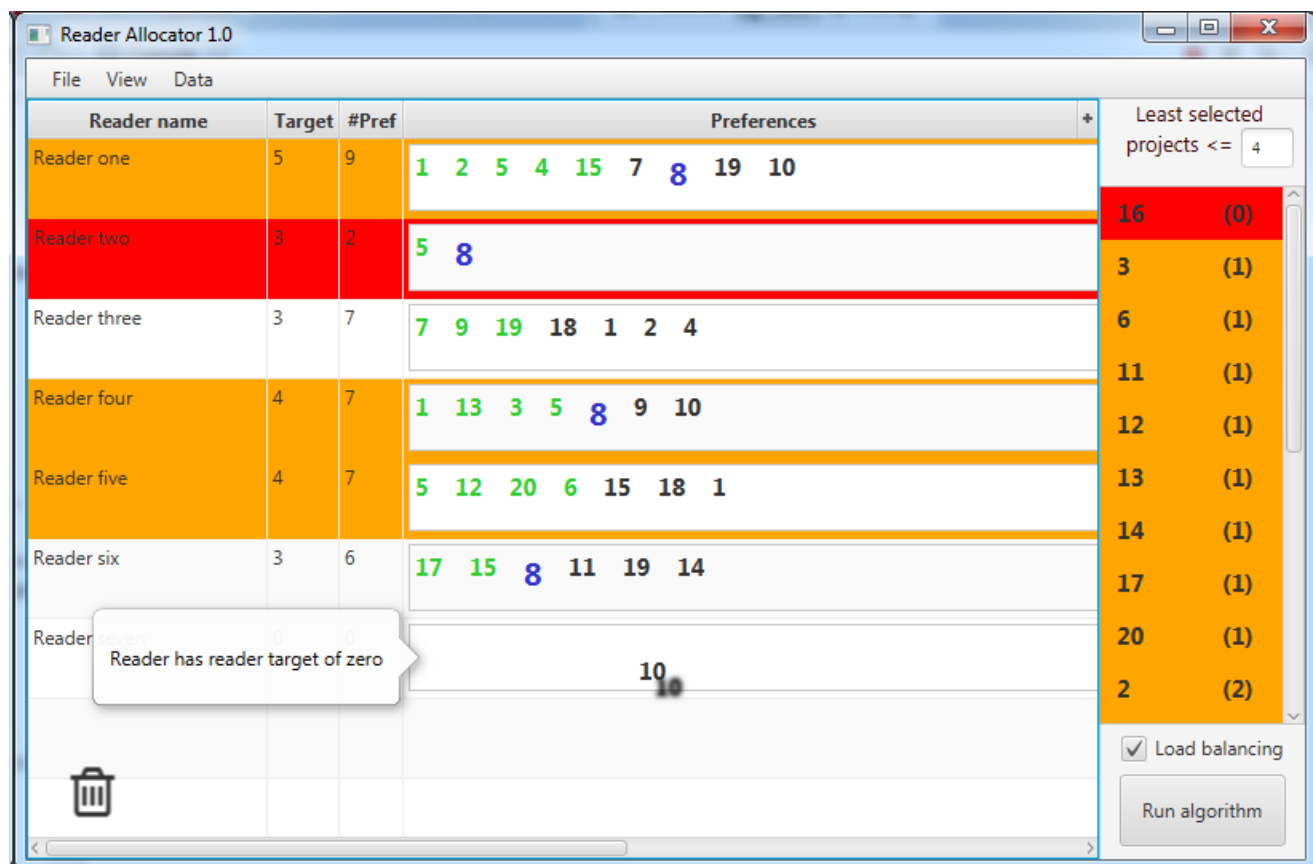 Reader Allocator 1.0
File View Data
Reader name Target #Pref Preferences +
Reader one 5 9 1 2 5 4 15 7 8 19 10
Reader two 3 2 5 8
Reader three 3 7 7 9 19 18 1 2 4
Reader four 4 7 1 13 3 5 8 9 10
Reader five 4 7 5 12 20 6 15 18 1
Reader six 3 6 17 15 8 11 19 14
Reader seven 0 0
Reader has reader target of zero
10
10
Least selected
projects <= 4
16 (0)
3 (1)
6 (1)
11 (1)
12 (1)
13 (1)
14 (1)
17 (1)
20 (1)
2 (2)
Load balancing
Run algorithm